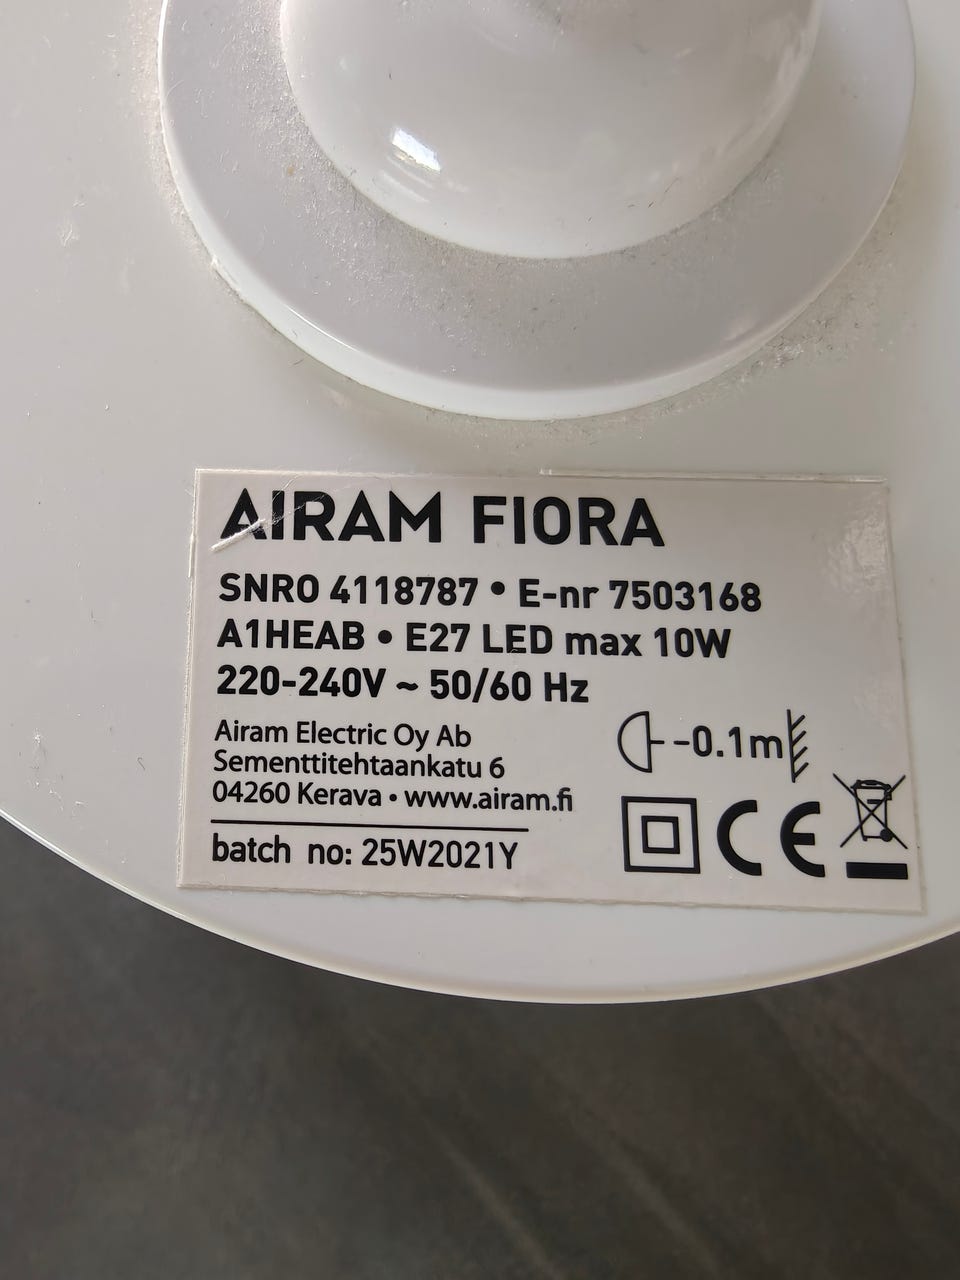 AIRAM FIORA
SNRO 4118787 • E-nr 7503168
A1HEAB • E27 LED max 10W
220-240V ~ 50/60 Hz
Airam Electric Oy Ab
Sementtitehtaankatu 6
04260 Kerava • www.airam.fi
-0.1m
batch no: 25W2021Y
CE